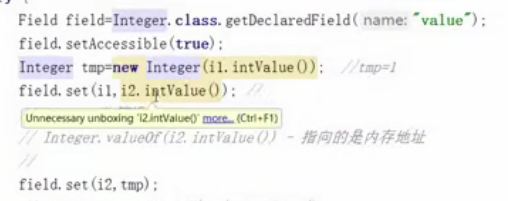 Field field=Integer.class.getDeclaredField( name: "value");
field.setAccessible(true);
Integer tmp=new Integer(i1.intValue()); //tmp=1
field.set(i1,i2.intValue()); //
Unnecessary unboxing 'i2.intValue()' more... (Ctrl+F1)
// Integer.valueOf(i2.intValue()) - 指向的是内存地址
//
field.set(i2,tmp);